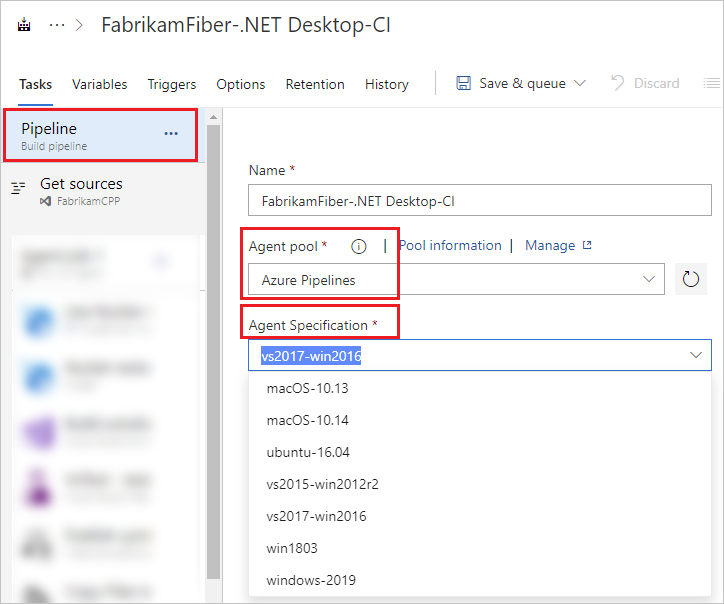 ··· > FabrikamFiber-.NET Desktop-CI
Tasks Variables Triggers Options Retention History Save & queue Discard
Pipeline ···
Build pipeline
Get sources
FabrikamCPP
Name *
FabrikamFiber-.NET Desktop-CI
Agent pool * | Pool information | Manage
Azure Pipelines
Agent Specification *
vs2017-win2016
macOS-10.13
macOS-10.14
ubuntu-16.04
vs2015-win2012r2
vs2017-win2016
win1803
windows-2019